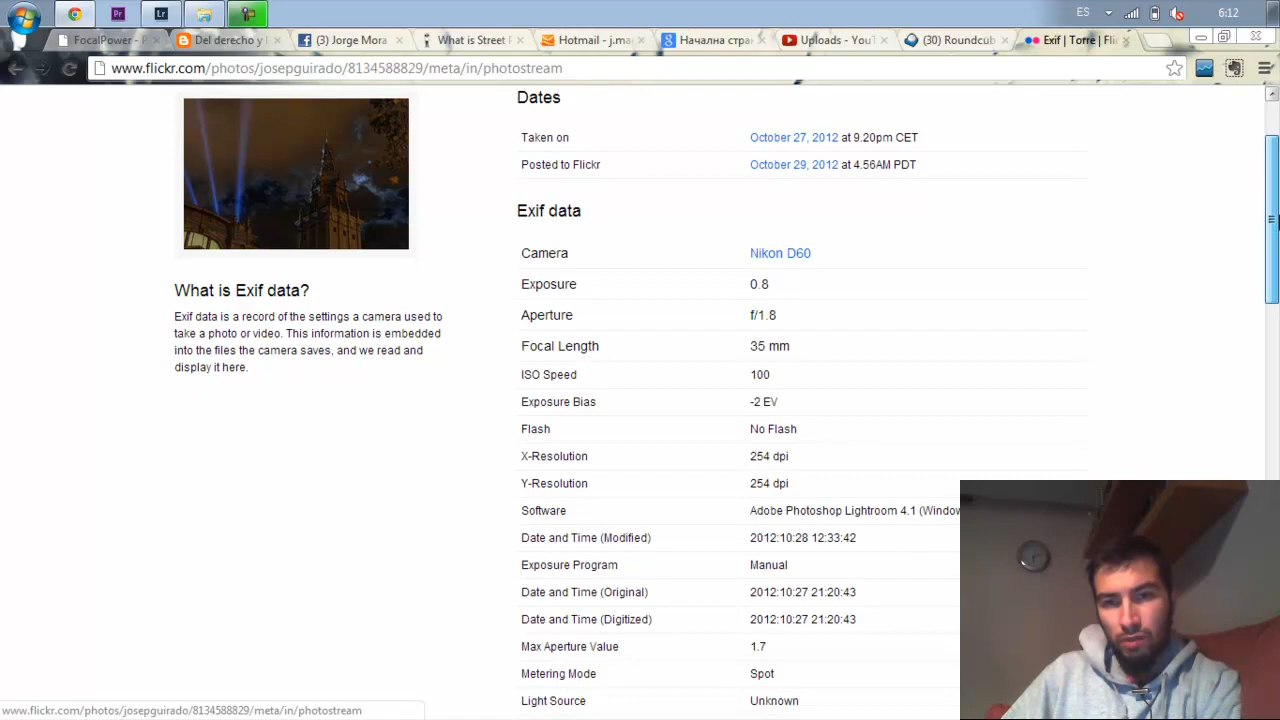 ES 6:12
FocalPower - P
Del derecho y
(3) Jorge Mora
What is Street
Hotmail - j.ma
Начална стран
Uploads - YouT
(30) Roundcub
Exif | Torre | Flic
www.flickr.com/photos/josepguirado/8134588829/meta/in/photostream
Dates
Taken on October 27, 2012 at 9.20pm CET
Posted to Flickr October 29, 2012 at 4.56AM PDT
Exif data
Camera Nikon D60
Exposure 0.8
Aperture f/1.8
Focal Length 35 mm
ISO Speed 100
Exposure Bias -2 EV
Flash No Flash
X-Resolution 254 dpi
Y-Resolution 254 dpi
Software Adobe Photoshop Lightroom 4.1 (Window
Date and Time (Modified) 2012:10:28 12:33:42
Exposure Program Manual
Date and Time (Original) 2012:10:27 21:20:43
Date and Time (Digitized) 2012:10:27 21:20:43
Max Aperture Value 1.7
Metering Mode Spot
Light Source Unknown
What is Exif data?
Exif data is a record of the settings a camera used to
take a photo or video. This information is embedded
into the files the camera saves, and we read and
display it here.
www.flickr.com/photos/josepguirado/8134588829/meta/in/photostream